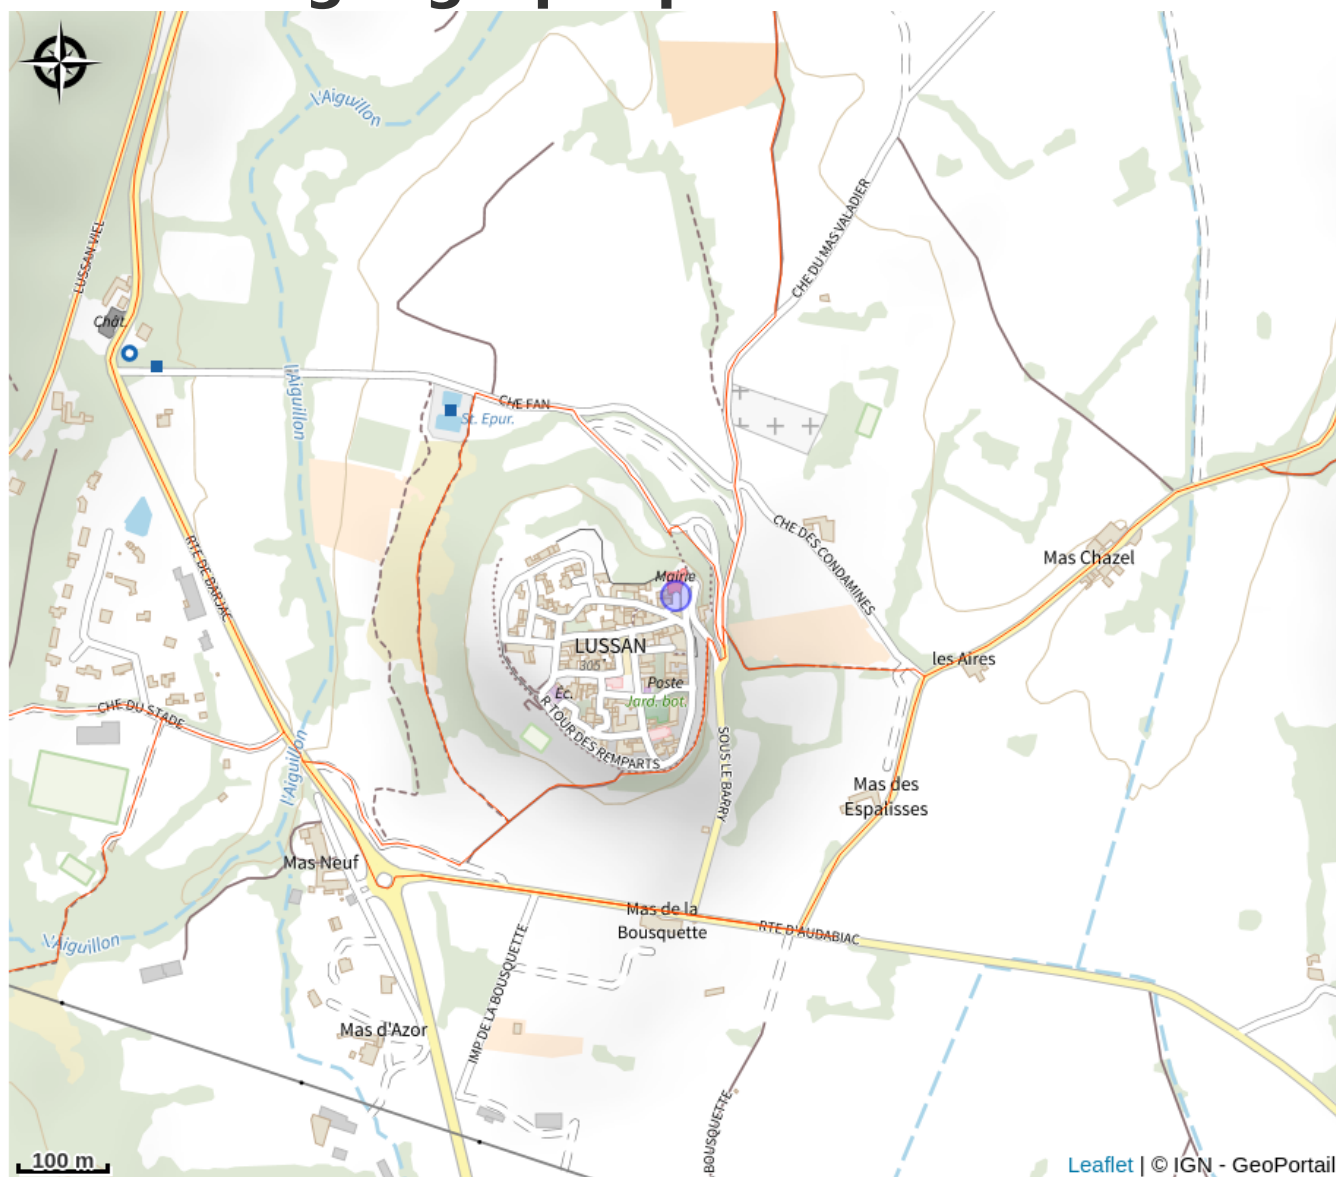 l'Aiguillon
CHE DU MAS VALADIER
LUSSAN VIEL
Chât.
l'Aiguillon
CHE FAN
St. Epur.
RTE DE BARJAC
CHE DES CONDAMINES
Mas Chazel
Mairie
LUSSAN
305
les Aires
Poste
Éc.
Jard. bot.
R TOUR DES REMPARTS
CHE DU STADE
l'Aiguillon
SOUS LE BARRY
Mas des
Espalisses
Mas Neuf
Mas de la
Bousquette
RTE D'AUDABIAC
l'Aiguillon
IMP DE LA BOUSQUETTE
Mas d'Azor
BOUSQUETTE
100 m
Leaflet | © IGN - GeoPortail